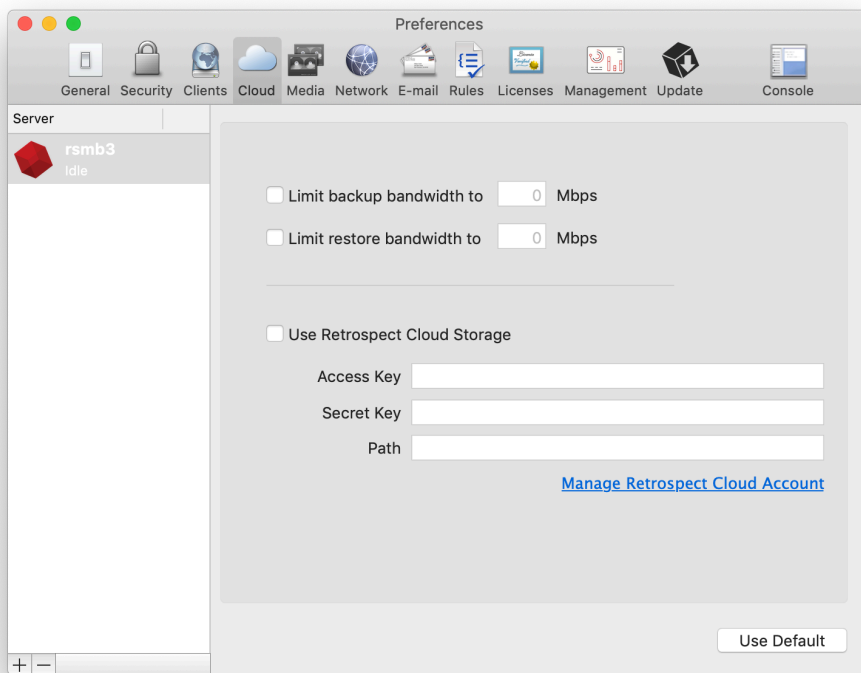 Preferences
General Security Clients Cloud Media Network E-mail Rules Licenses Management Update Console
Server
rsmb3
Idle
Limit backup bandwidth to 0 Mbps
Limit restore bandwidth to 0 Mbps
Use Retrospect Cloud Storage
Access Key
Secret Key
Path
Manage Retrospect Cloud Account
Use Default